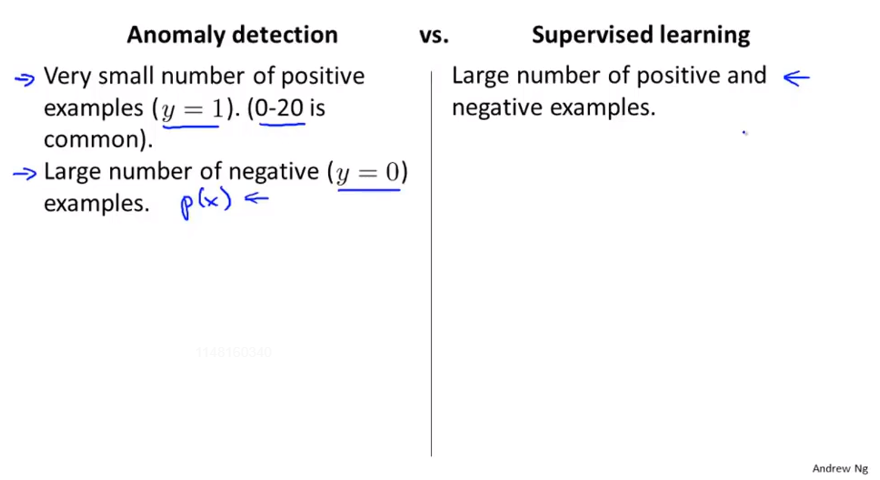 Anomaly detection vs. Supervised learning
→ Very small number of positive
examples (y = 1). (0-20 is
common).
→ Large number of negative (y = 0)
examples. p(x) ←
Large number of positive and ←
negative examples.
1148160340
Andrew Ng